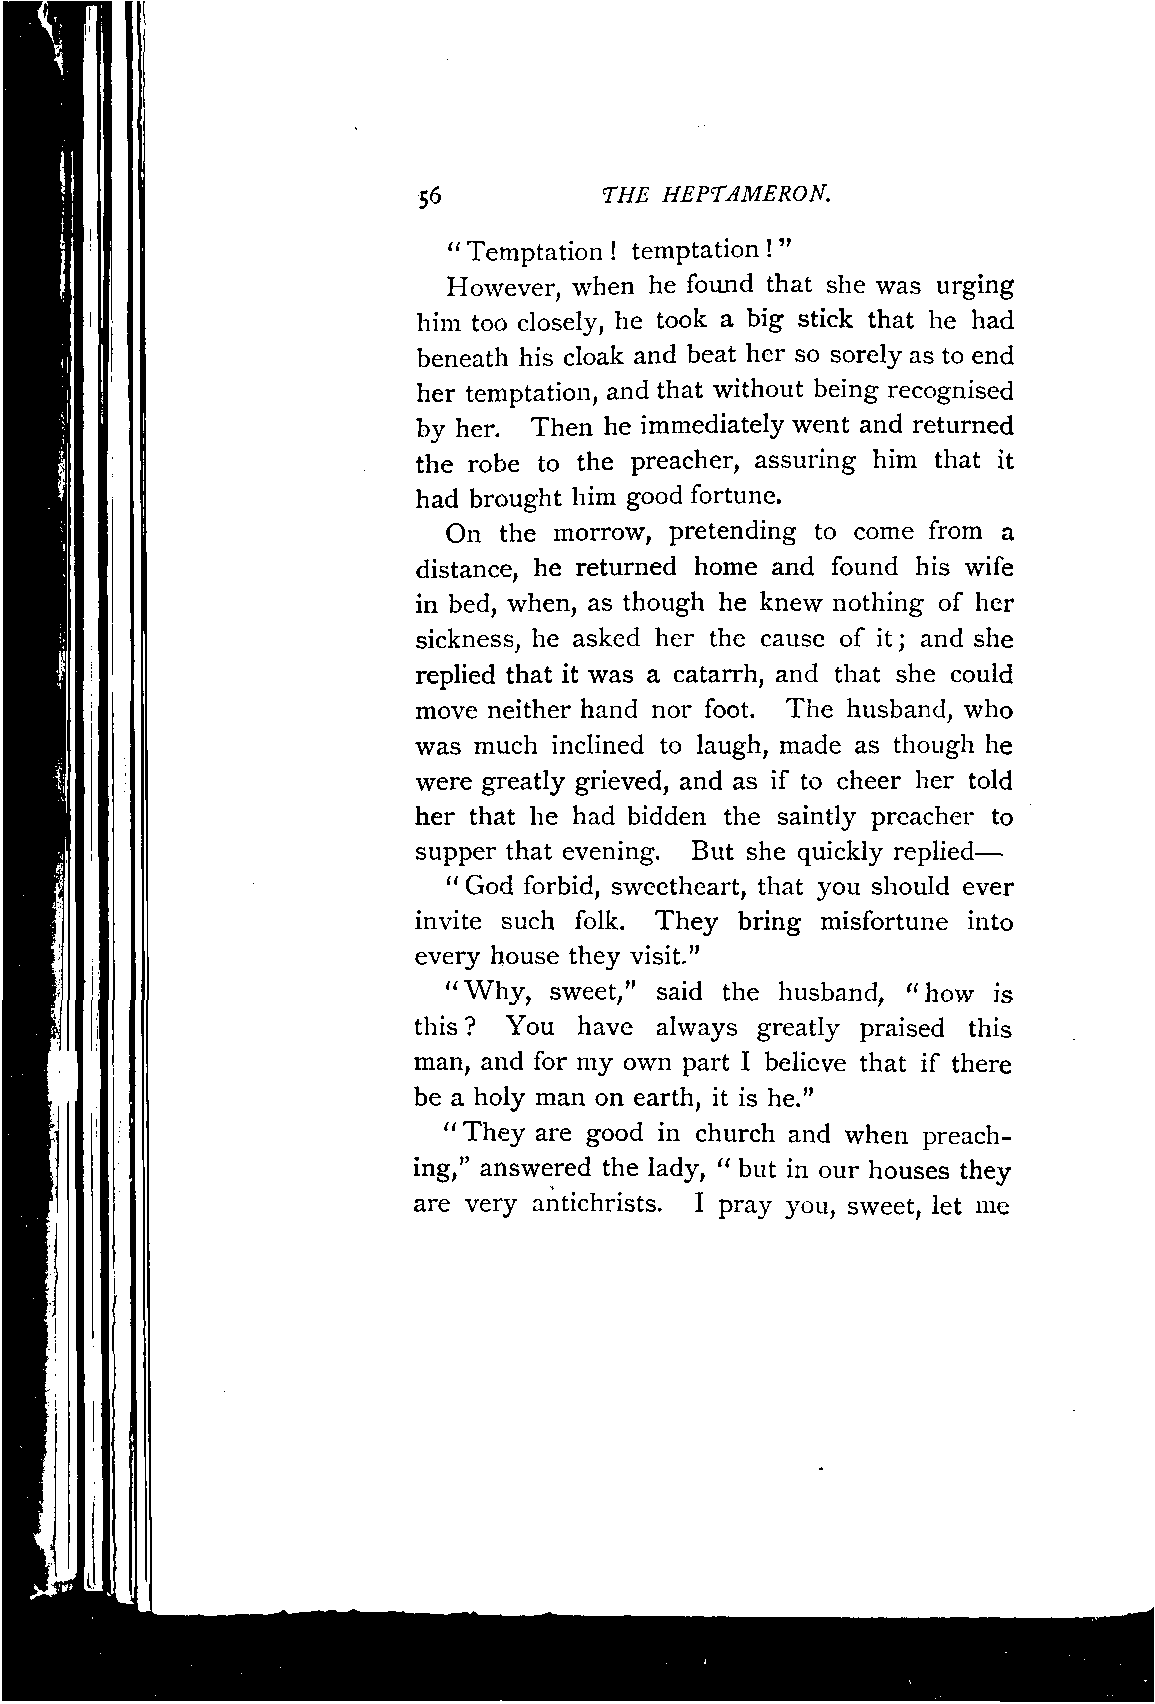 56 THE HEPTAMERON.
"Temptation! temptation!"
However, when he found that she was urging
him too closely, he took a big stick that he had
beneath his cloak and beat her so sorely as to end
her temptation, and that without being recognised
by her. Then he immediately went and returned
the robe to the preacher, assuring him that it
had brought him good fortune.
On the morrow, pretending to come from a
distance, he returned home and found his wife
in bed, when, as though he knew nothing of her
sickness, he asked her the cause of it; and she
replied that it was a catarrh, and that she could
move neither hand nor foot. The husband, who
was much inclined to laugh, made as though he
were greatly grieved, and as if to cheer her told
her that he had bidden the saintly preacher to
supper that evening. But she quickly replied—
"God forbid, sweetheart, that you should ever
invite such folk. They bring misfortune into
every house they visit."
"Why, sweet," said the husband, "how is
this? You have always greatly praised this
man, and for my own part I believe that if there
be a holy man on earth, it is he."
"They are good in church and when preach-
ing," answered the lady, "but in our houses they
are very antichrists. I pray you, sweet, let me